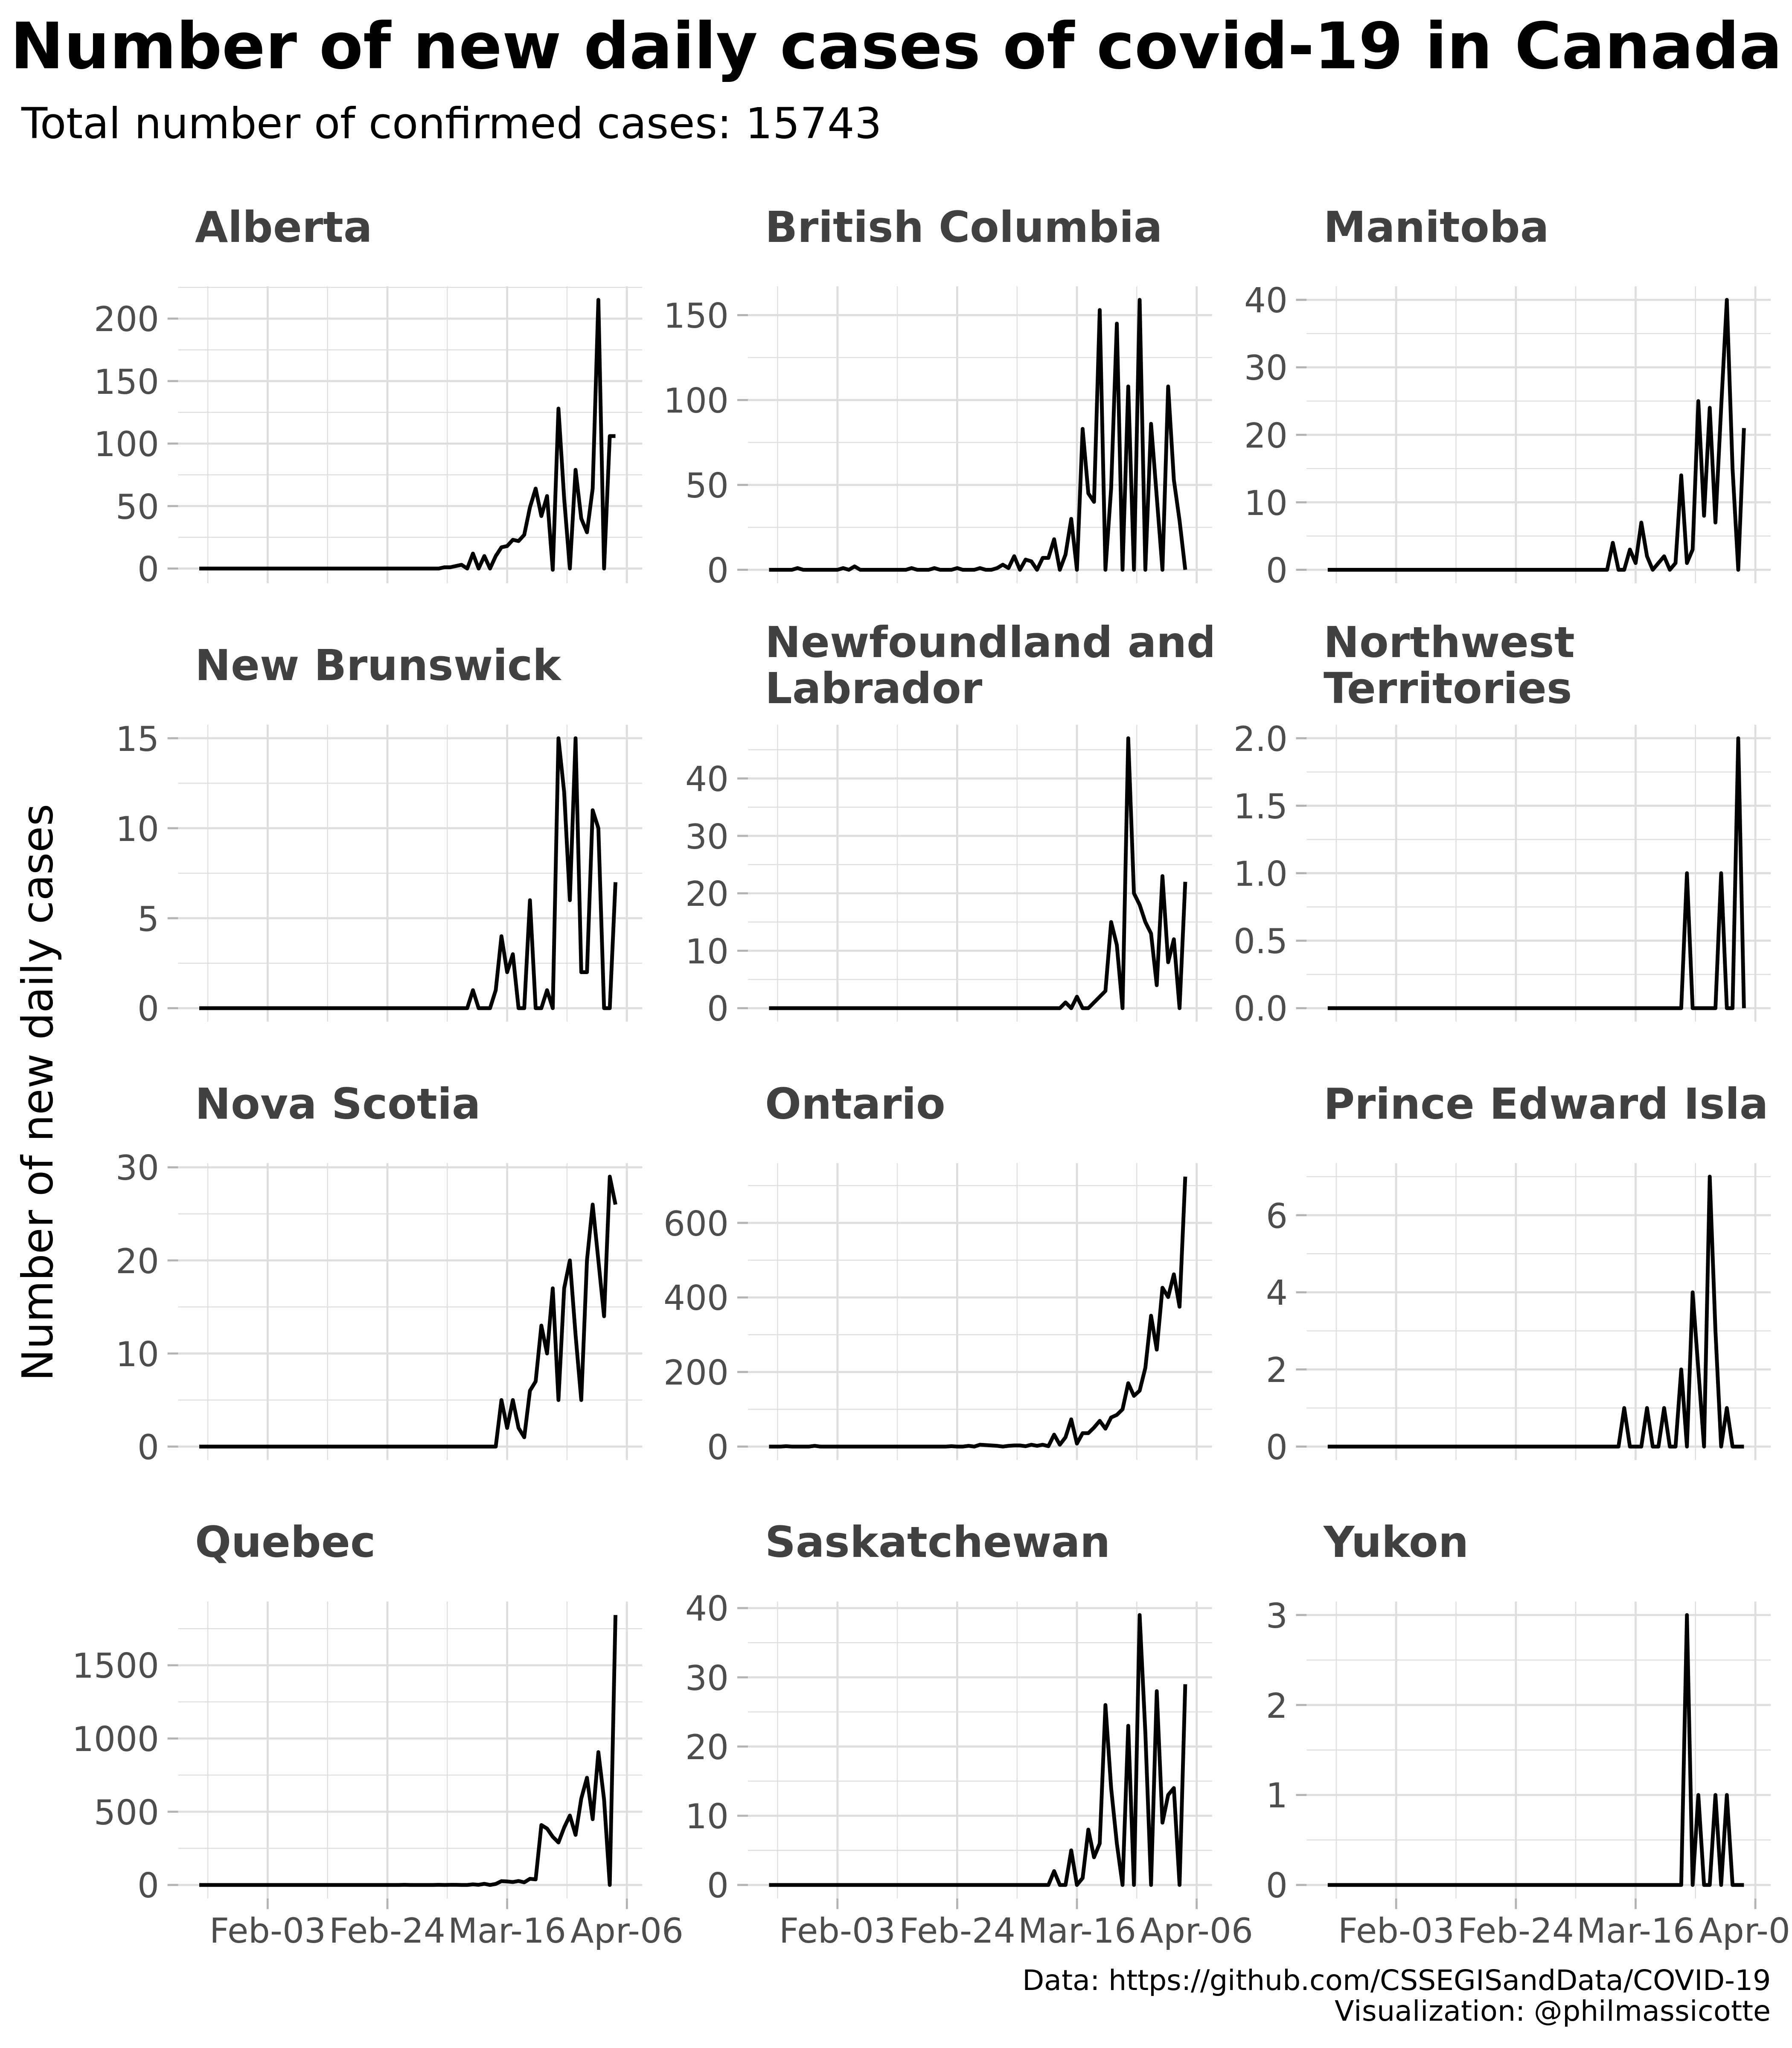 Number of new daily cases of covid-19 in Canada
Total number of confirmed cases: 15743
Alberta
British Columbia
Manitoba
200
150
100
50
0
150
100
50
0
40
30
20
10
0
New Brunswick
Newfoundland and
Labrador
Northwest
Territories
15
10
5
0
40
30
20
10
0
2.0
1.5
1.0
0.5
0.0
Number of new daily cases
Nova Scotia
Ontario
Prince Edward Isla
30
20
10
0
600
400
200
0
6
4
2
0
Quebec
Saskatchewan
Yukon
1500
1000
500
0
40
30
20
10
0
3
2
1
0
Feb-03 Feb-24 Mar-16 Apr-06
Feb-03 Feb-24 Mar-16 Apr-06
Feb-03 Feb-24 Mar-16 Apr-0
Data: https://github.com/CSSEGISandData/COVID-19
Visualization: @philmassicotte